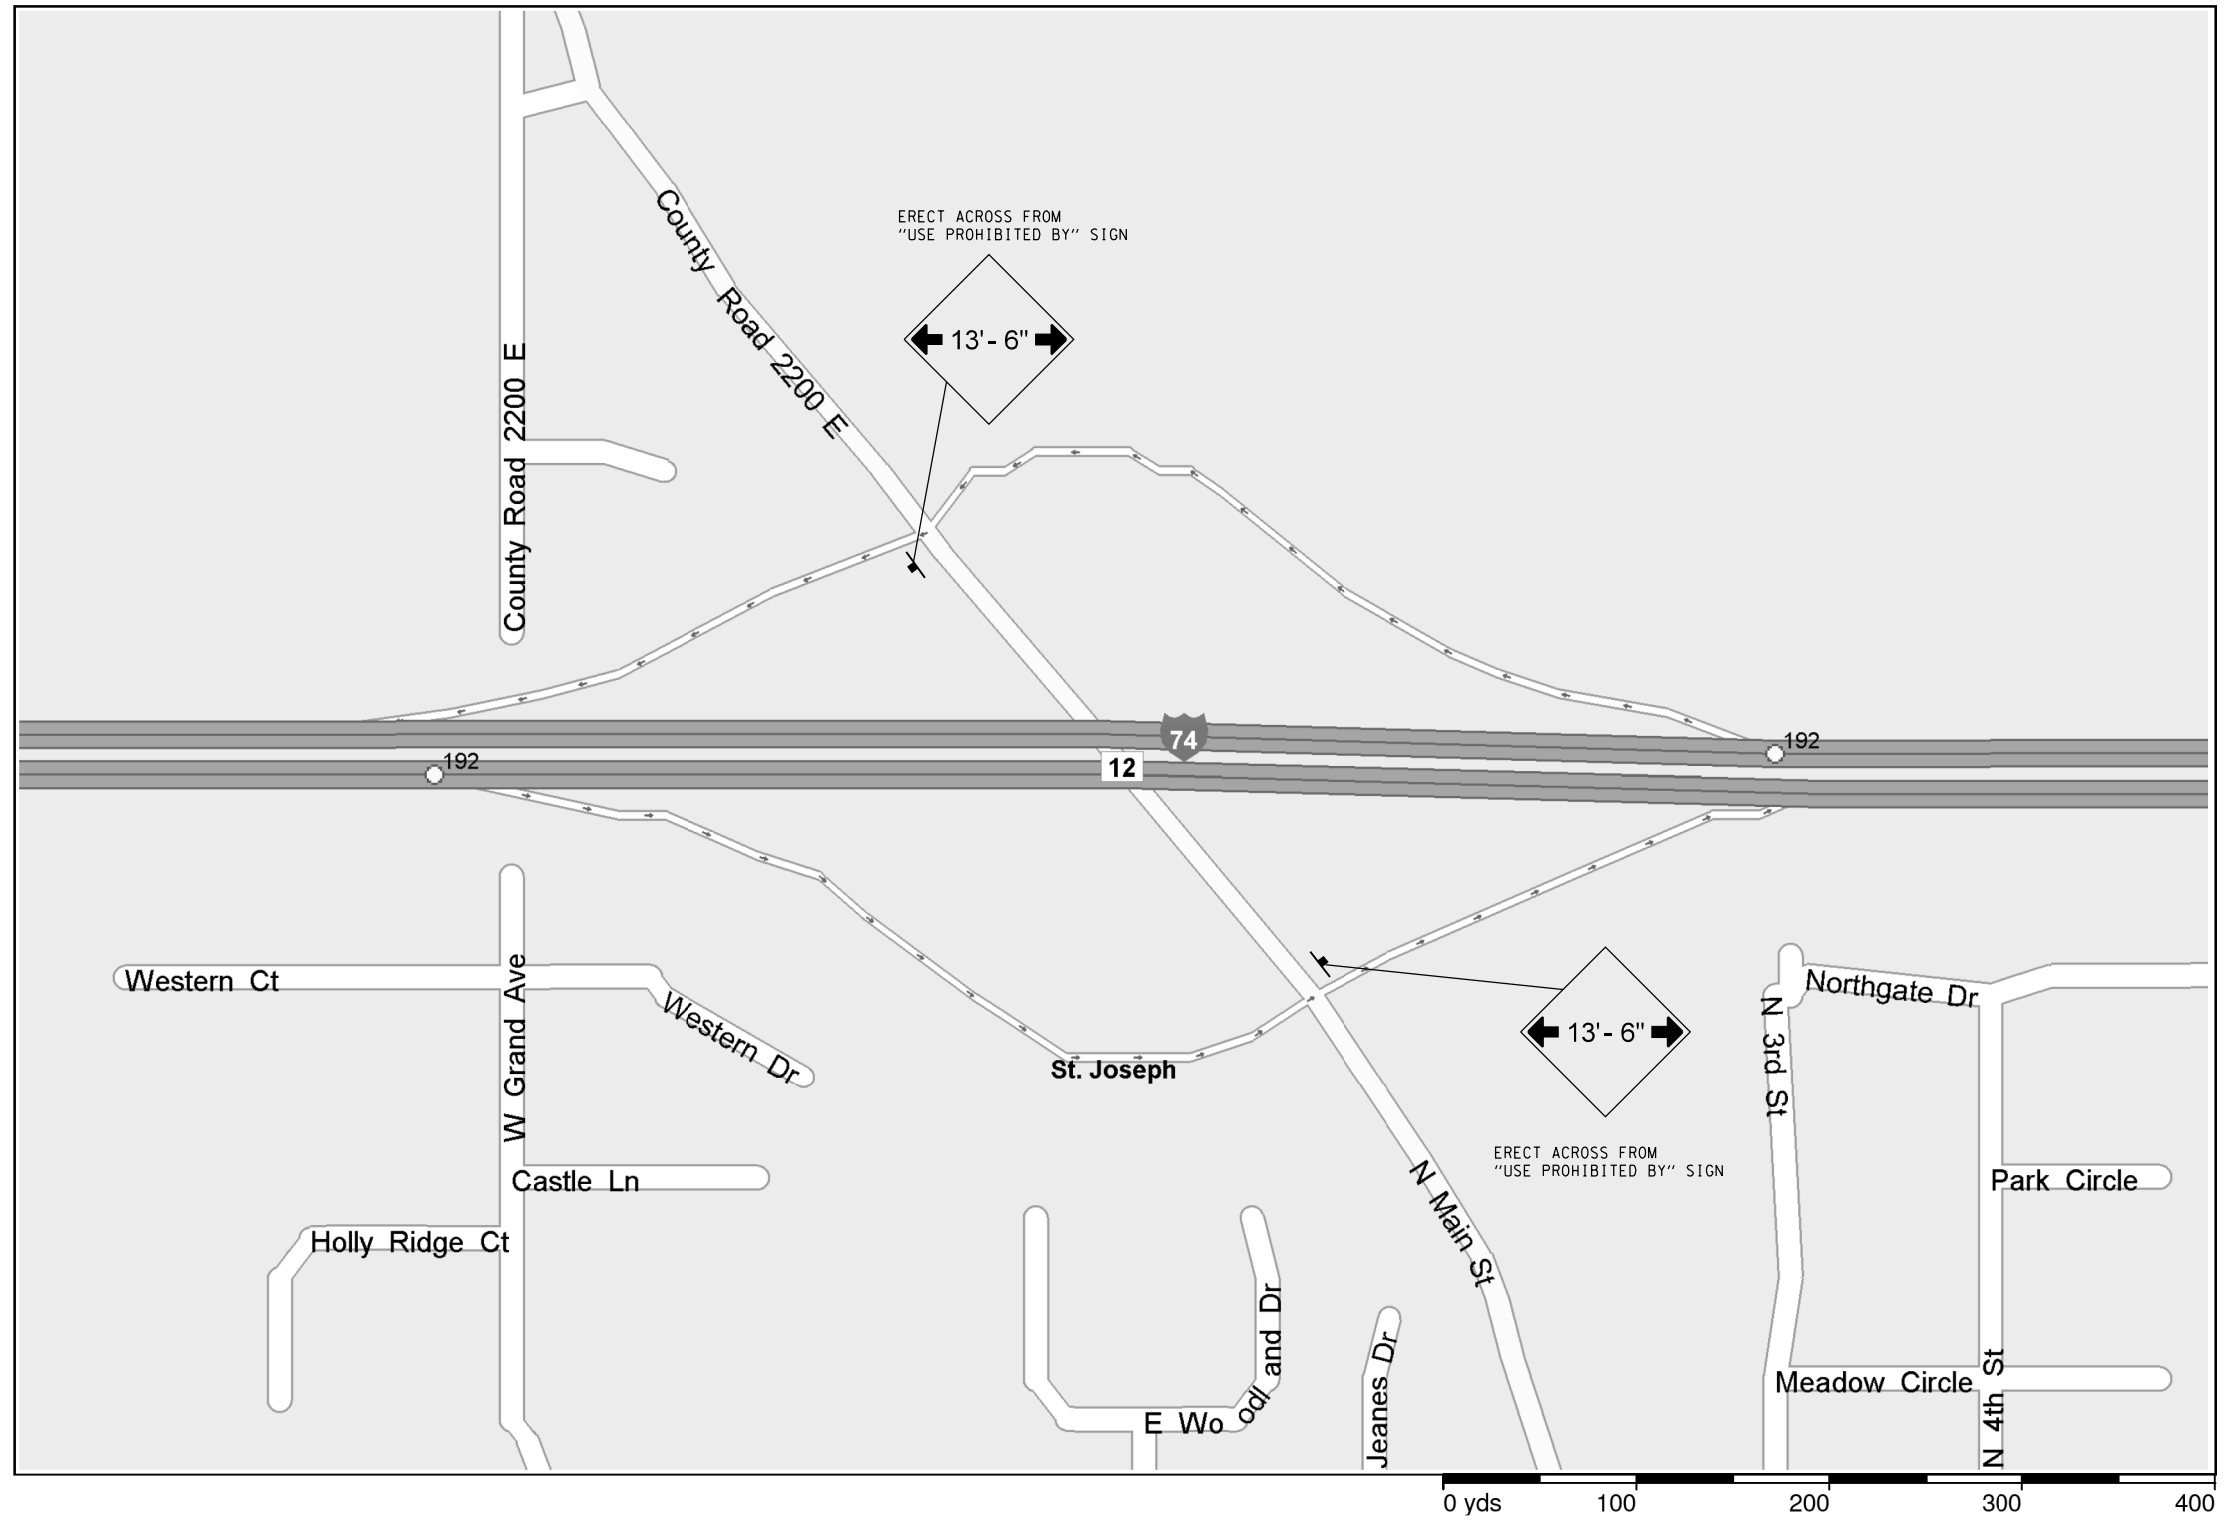 ERECT ACROSS FROM
"USE PROHIBITED BY" SIGN
13'- 6"
County Road 2200 E
County Road 2200 E
74
12
192
192
Western Ct
W Grand Ave
Western Dr
St. Joseph
13'- 6"
ERECT ACROSS FROM
"USE PROHIBITED BY" SIGN
Northgate Dr
N 3rd St
Castle Ln
Holly Ridge Ct
N Main St
Park Circle
E Woodland Dr
Jeanes Dr
Meadow Circle
N 4th St
0 yds 100 200 300 400